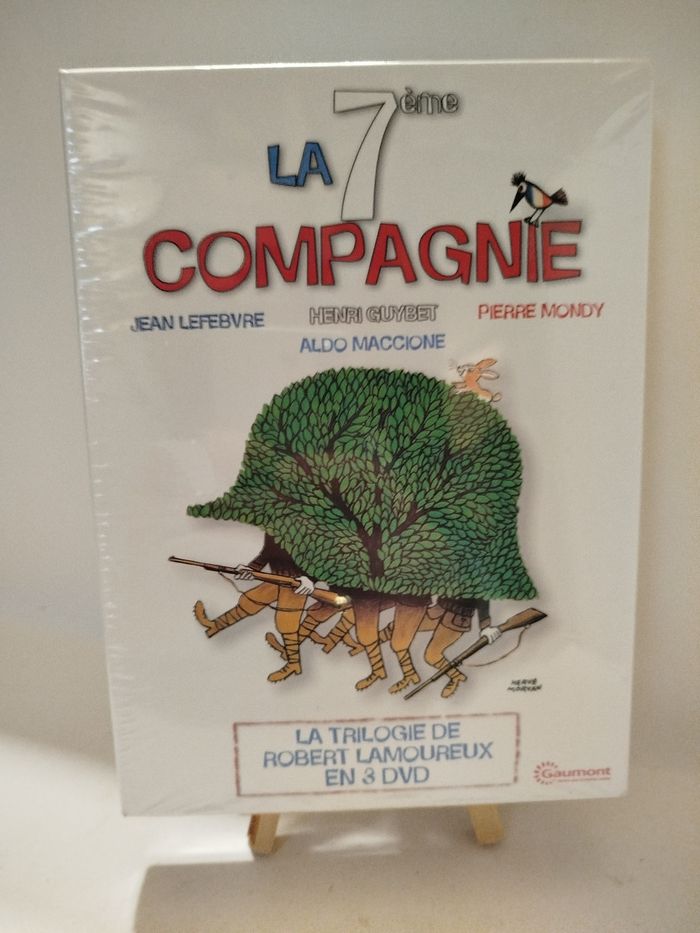 LA 7ème
COMPAGNIE
JEAN LEFEBVRE HENRI GUYBET PIERRE MONDY
ALDO MACCIONE
HERVÉ
MORVAN
LA TRILOGIE DE
ROBERT LAMOUREUX
EN 3 DVD
Gaumont